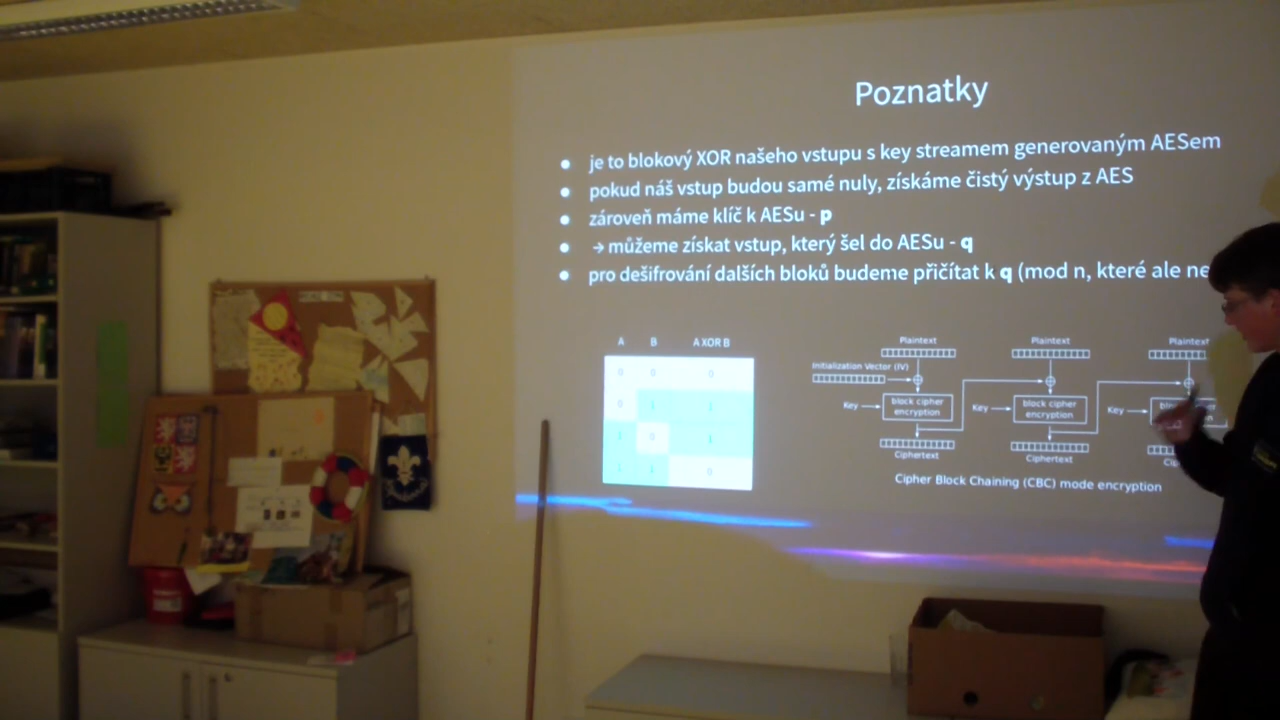 Poznatky
je to blokový XOR našeho vstupu s key streamem generovaným AESem
pokud náš vstup budou samé nuly, získáme čistý výstup z AES
zároveň máme klíč k AESu - p
→ můžeme získat vstup, který šel do AESu - q
pro dešifrování dalších bloků budeme přičítat k q (mod n, které ale ne
A B A XOR B
0 0 0
0 1 1
1 0 1
1 1 0
Plaintext Plaintext Plaintext
Initialization Vector (IV)
Key block cipher encryption Key block cipher encryption Key
Ciphertext Ciphertext
Cipher Block Chaining (CBC) mode encryption